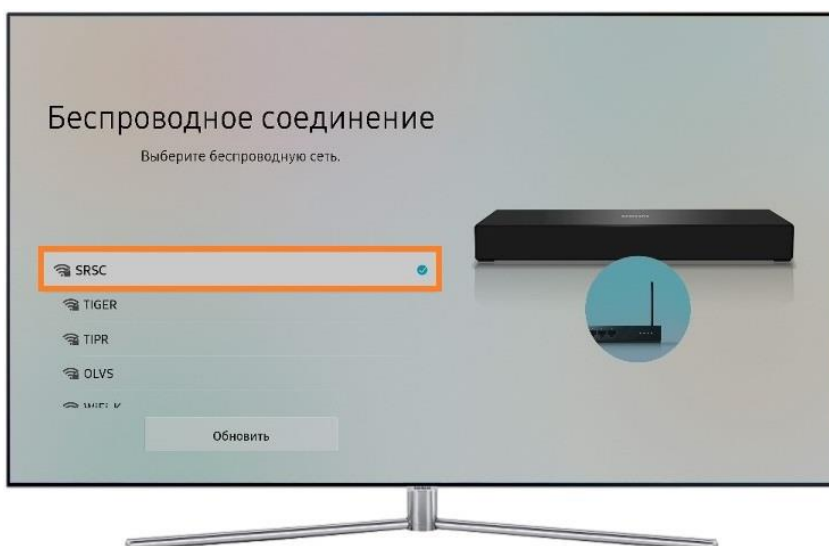 Беспроводное соединение
Выберите беспроводную сеть.
SRSC
TIGER
TIPR
OLVS
Обновить